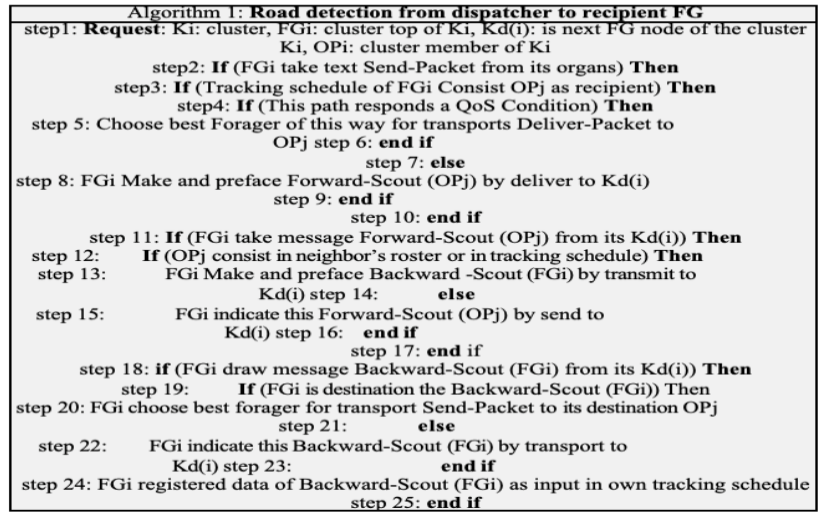 Algorithm 1: Road detection from dispatcher to recipient FG
step1: Request: Ki: cluster, FGi: cluster top of Ki, Kd(i): is next FG node of the cluster
Ki, OPi: cluster member of Ki
step2: If (FGi take text Send-Packet from its organs) Then
step3: If (Tracking schedule of FGi Consist OPj as recipient) Then
step4: If (This path responds a QoS Condition) Then
step 5: Choose best Forager of this way for transports Deliver-Packet to
OPj step 6: end if
step 7: else
step 8: FGi Make and preface Forward-Scout (OPj) by deliver to Kd(i)
step 9: end if
step 10: end if
step 11: If (FGi take message Forward-Scout (OPj) from its Kd(i)) Then
step 12: If (OPj consist in neighbor's roster or in tracking schedule) Then
step 13: FGi Make and preface Backward -Scout (FGi) by transmit to
Kd(i) step 14: else
step 15: FGi indicate this Forward-Scout (OPj) by send to
Kd(i) step 16: end if
step 17: end if
step 18: if (FGi draw message Backward-Scout (FGi) from its Kd(i)) Then
step 19: If (FGi is destination the Backward-Scout (FGi)) Then
step 20: FGi choose best forager for transport Send-Packet to its destination OPj
step 21: else
step 22: FGi indicate this Backward-Scout (FGi) by transport to
Kd(i) step 23: end if
step 24: FGi registered data of Backward-Scout (FGi) as input in own tracking schedule
step 25: end if